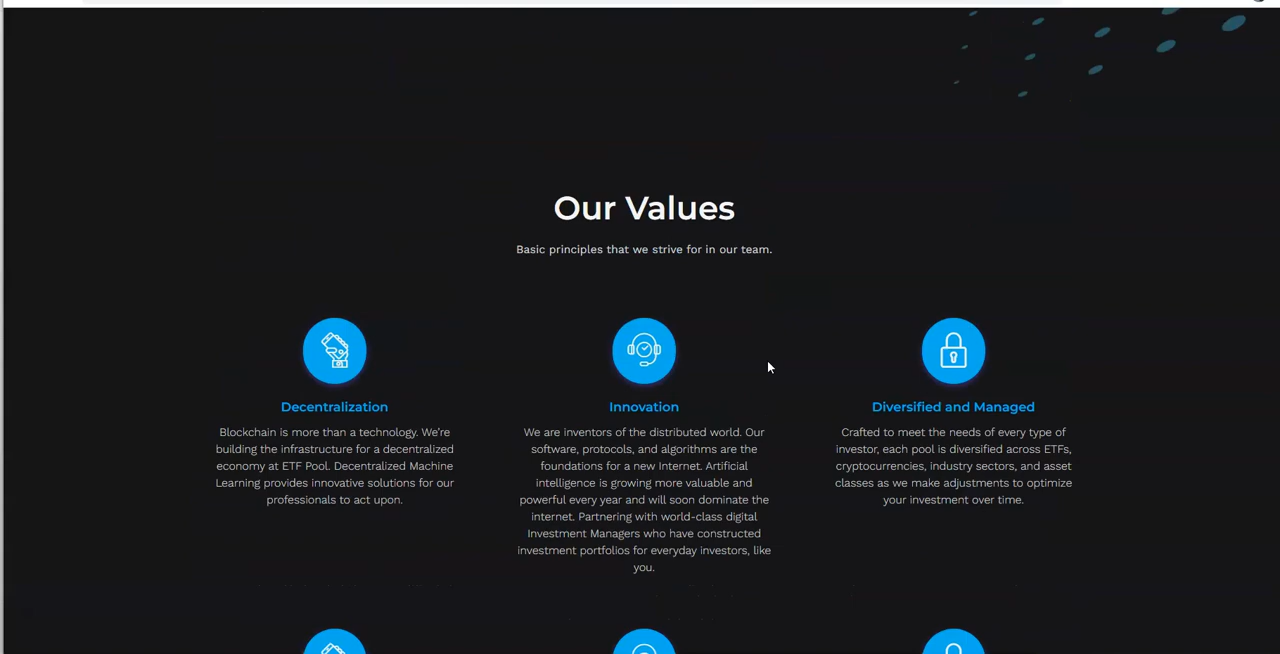 Our Values
Basic principles that we strive for in our team.
Decentralization
Blockchain is more than a technology. We're
building the infrastructure for a decentralized
economy at ETF Pool. Decentralized Machine
Learning provides innovative solutions for our
professionals to act upon.
Innovation
We are inventors of the distributed world. Our
software, protocols, and algorithms are the
foundations for a new Internet. Artificial
intelligence is growing more valuable and
powerful every year and will soon dominate the
internet. Partnering with world-class digital
Investment Managers who have constructed
investment portfolios for everyday investors, like
you.
Diversified and Managed
Crafted to meet the needs of every type of
investor, each pool is diversified across ETFs,
cryptocurrencies, industry sectors, and asset
classes as we make adjustments to optimize
your investment over time.